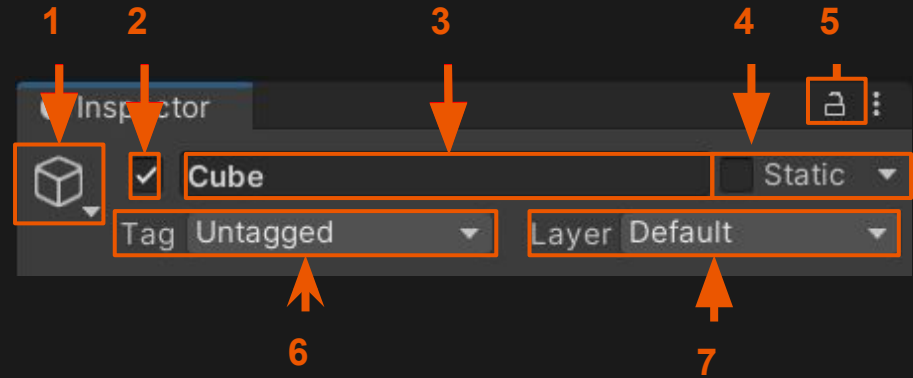 1 2 3 4 5
Inspector
Cube Static
Tag Untagged Layer Default
6 7